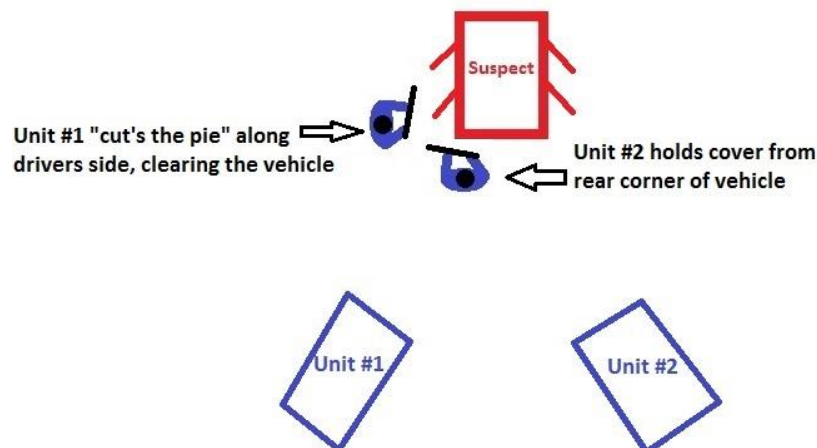 Suspect
Unit #1 "cut's the pie" along
drivers side, clearing the vehicle
Unit #2 holds cover from
rear corner of vehicle
Unit #1
Unit #2